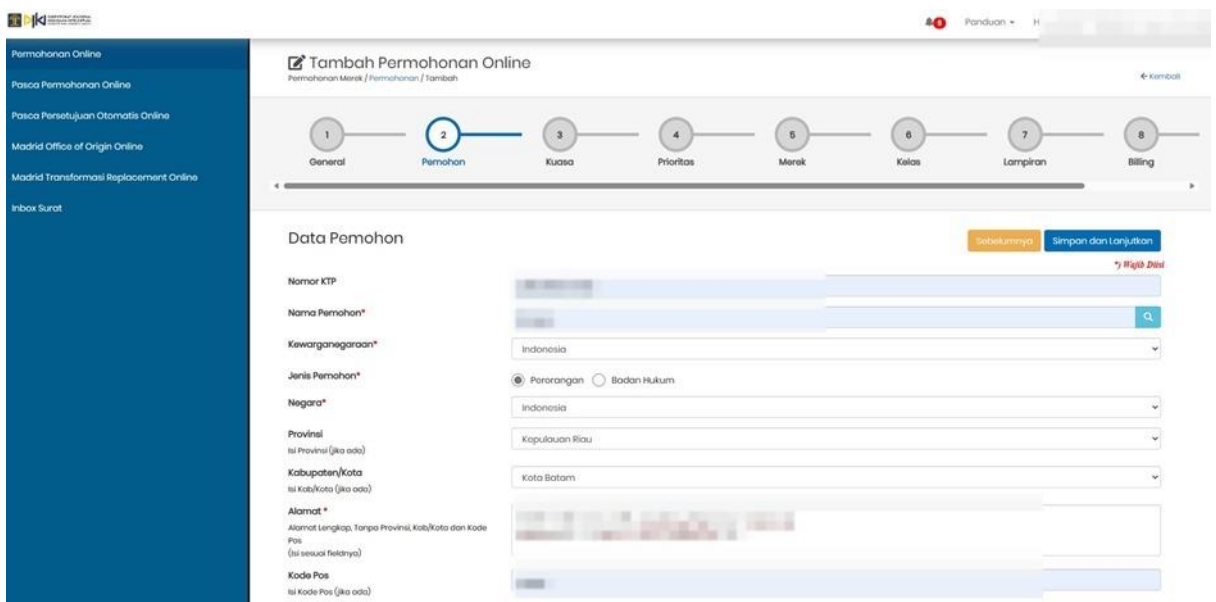 Panduan
H
Permohonan Online
Pasca Permohonan Online
Pasca Persetujuan Otomatis Online
Madrid Office of Origin Online
Madrid Transformasi Replacement Online
Inbox Surat
Tambah Permohonan Online
Permohonan Merek / Permohonan / Tambah
Kembali
1 2 3 4 5 6 7 8
General Pemohon Kuasa Prioritas Merek Kelas Lampiran Billing
Data Pemohon
Sebelumnya Simpan dan Lanjutkan
*) Wajib Diisi
Nomor KTP
Nama Pemohon*
Kewarganegaraan*
Indonesia
Jenis Pemohon*
Perorangan Badan Hukum
Negara*
Indonesia
Provinsi
Isi Provinsi (jika ada)
Kepulauan Riau
Kabupaten/Kota
Isi Kab/Kota (jika ada)
Kota Batam
Alamat *
Alamat Lengkap, Tanpa Provinsi, Kab/Kota dan Kode
Pos
(Isi sesuai fieldnya)
Kode Pos
Isi Kode Pos (jika ada)